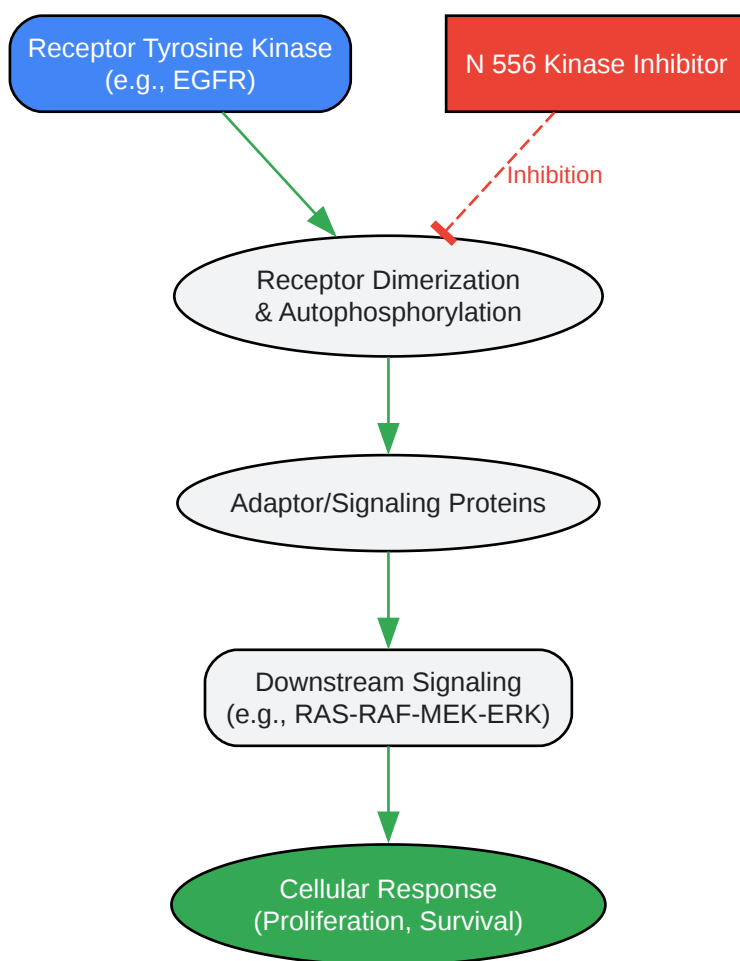 Receptor Tyrosine Kinase
(e.g., EGFR)
N 556 Kinase Inhibitor
Inhibition
Receptor Dimerization
& Autophosphorylation
Adaptor/Signaling Proteins
Downstream Signaling
(e.g., RAS-RAF-MEK-ERK)
Cellular Response
(Proliferation, Survival)